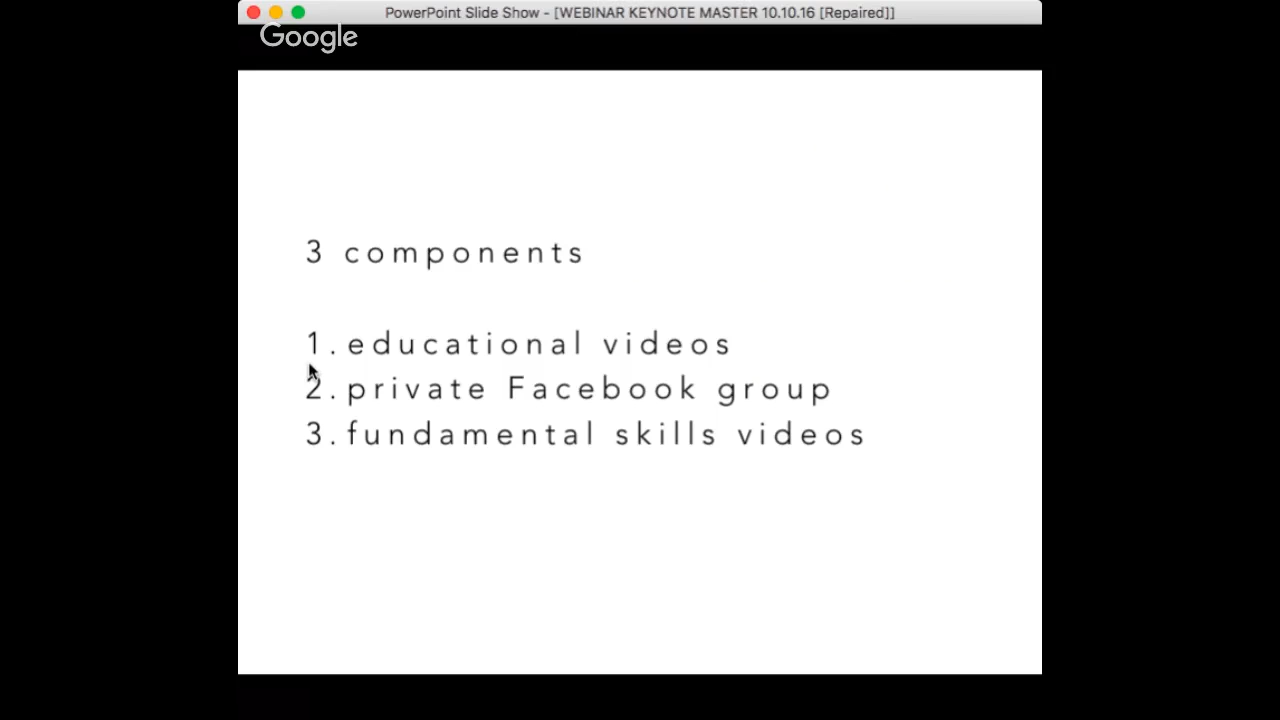 PowerPoint Slide Show - [WEBINAR KEYNOTE MASTER 10.10.16 [Repaired]]
Google
3 components
1. educational videos
2. private Facebook group
3. fundamental skills videos